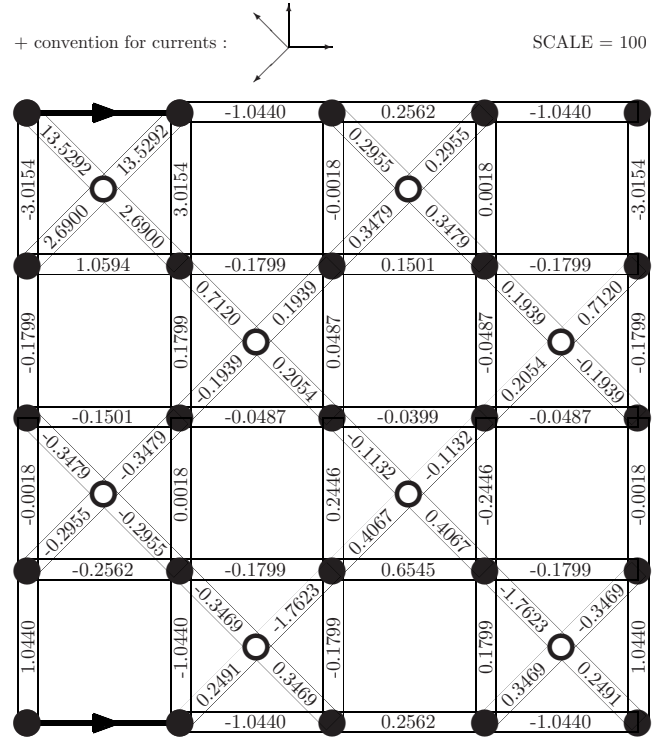 + convention for currents :
SCALE = 100
-1.0440 0.2562 -1.0440
13.5292 13.5292 0.2955 0.2955
-3.0154 3.0154 -0.0018 0.0018 -3.0154
2.6900 2.6900 0.3479 0.3479
1.0594 -0.1799 0.1501 -0.1799
0.7120 0.1939 0.1939 0.7120
-0.1799 0.1799 0.0487 -0.0487 -0.1799
-0.1939 0.2054 0.2054 -0.1939
-0.1501 -0.0487 -0.0399 -0.0487
-0.3479 -0.3479 -0.1132 -0.1132
-0.0018 0.0018 0.2446 -0.2446 -0.0018
-0.2955 -0.2955 0.4067 0.4067
-0.2562 -0.1799 0.6545 -0.1799
-0.3469 -1.7623 -1.7623 -0.3469
1.0440 -1.0440 -0.1799 0.1799 1.0440
0.2491 0.3469 0.3469 0.2491
-1.0440 0.2562 -1.0440